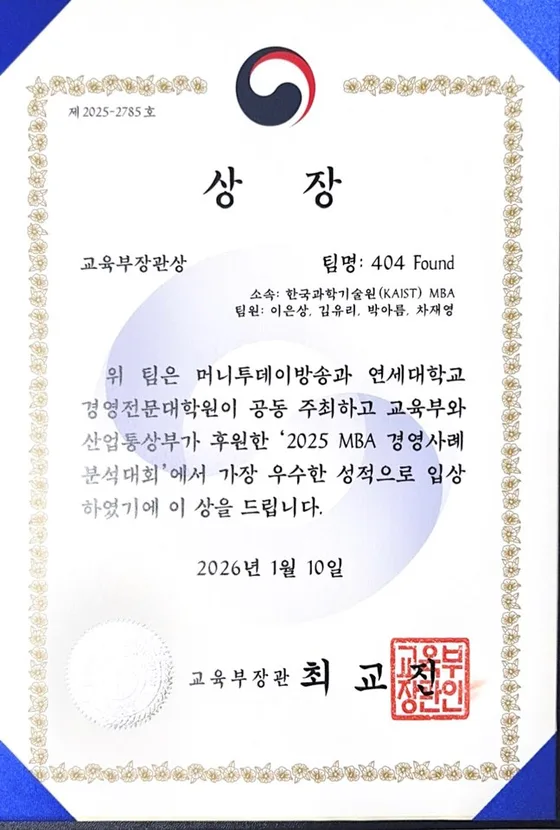 제 2025-2785 호
상 장
교육부장관상
팀명: 404 Found
소속: 한국과학기술원(KAIST) MBA
팀원: 이은상, 김유리, 박아름, 차재영
위 팀은 머니투데이방송과 연세대학교
경영전문대학원이 공동 주최하고 교육부와
산업통상부가 후원한 ‘2025 MBA 경영사례
분석대회’에서 가장 우수한 성적으로 입상
하였기에 이 상을 드립니다.
2026년 1월 10일
교육부장관 최 교 진
교육부
장관인